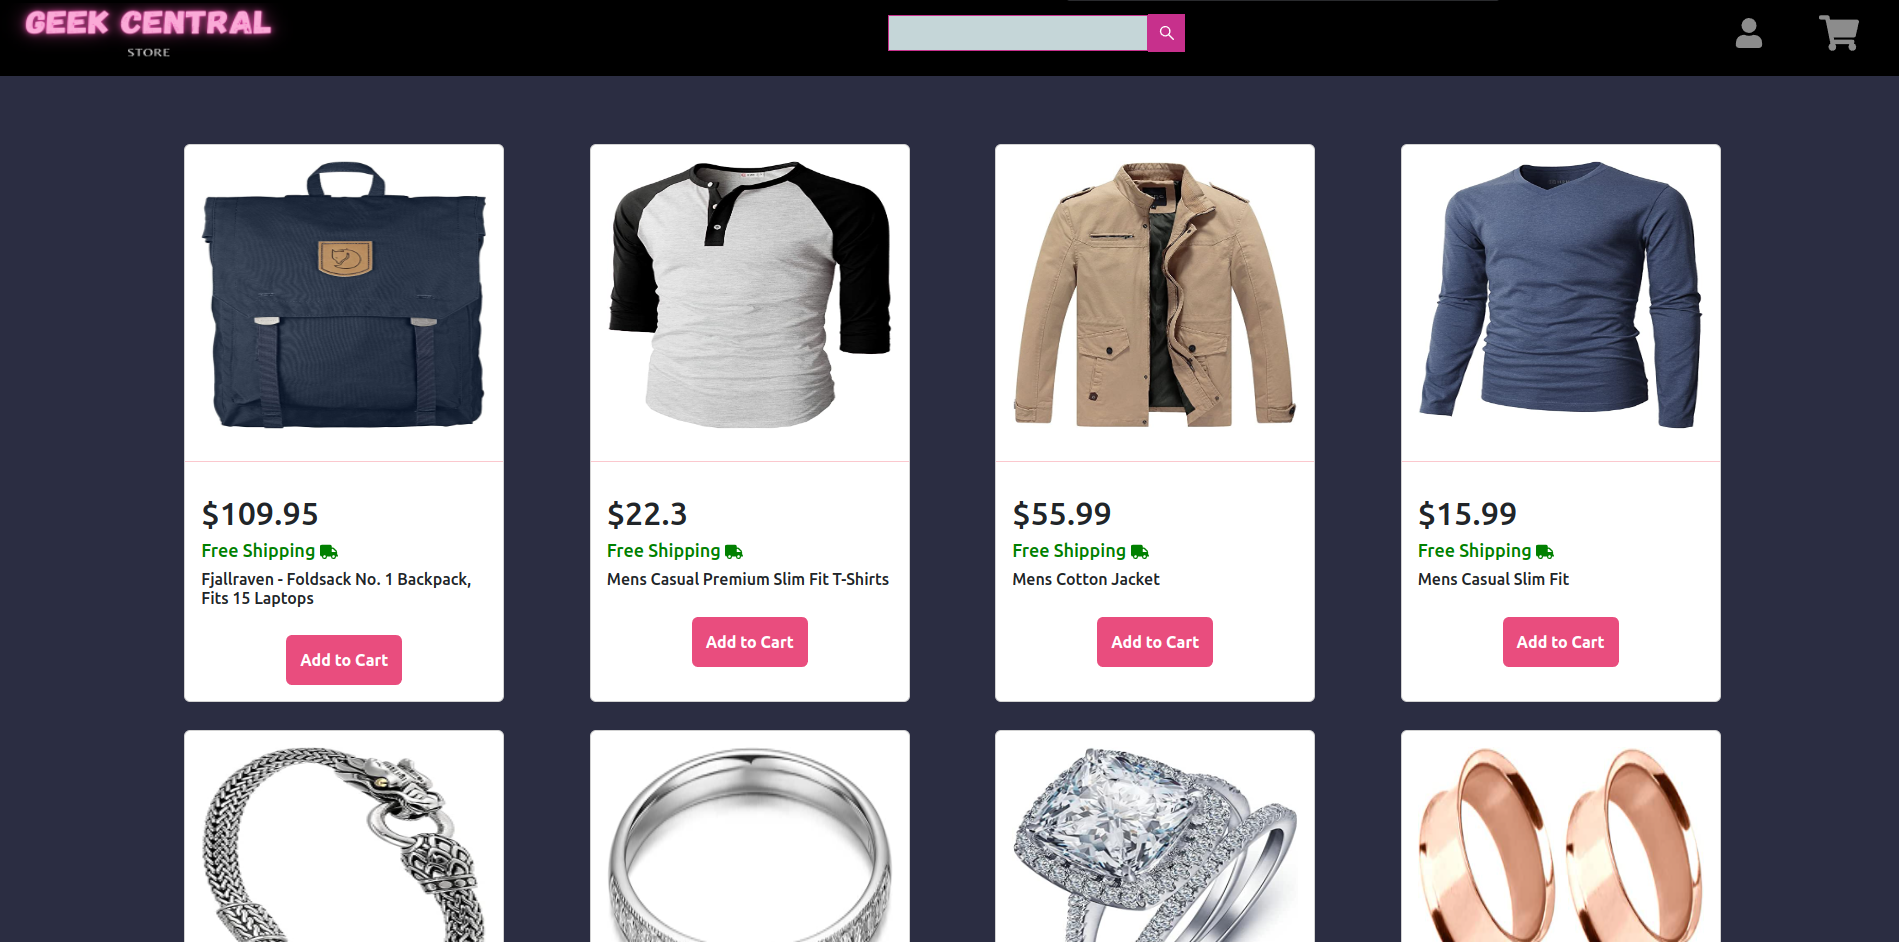 GEEK CENTRAL
STORE
$109.95
Free Shipping
Fjallraven - Foldsack No. 1 Backpack,
Fits 15 Laptops
Add to Cart
$22.3
Free Shipping
Mens Casual Premium Slim Fit T-Shirts
Add to Cart
$55.99
Free Shipping
Mens Cotton Jacket
Add to Cart
$15.99
Free Shipping
Mens Casual Slim Fit
Add to Cart